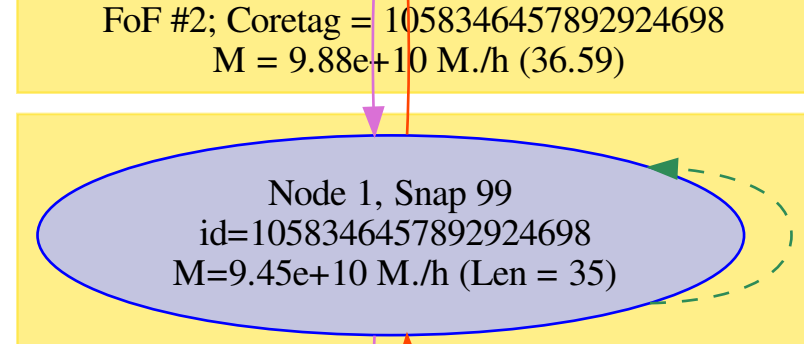 FoF #2; Coretag = 1058346457892924698
M = 9.88e+10 M./h (36.59)
Node 1, Snap 99
id=1058346457892924698
M=9.45e+10 M./h (Len = 35)